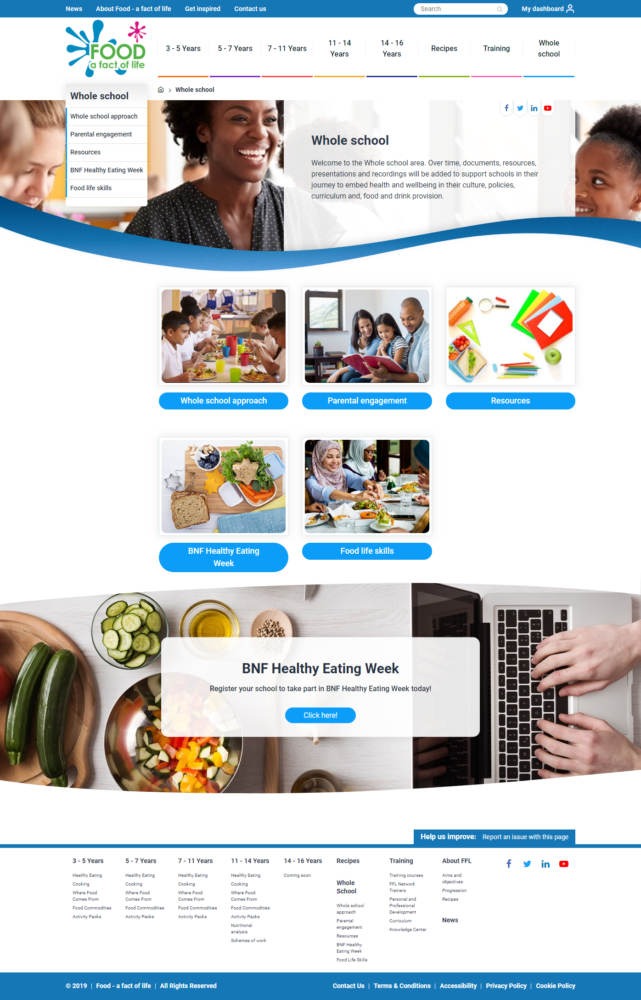 News
About Food - a fact of life
Get inspired
Contact us
Search
My dashboard
FOOD
a fact of life
3 - 5 Years
5 - 7 Years
7 - 11 Years
11 - 14
Years
14 - 16
Years
Recipes
Training
Whole
school
Whole school
Whole school
Whole school approach
Parental engagement
Resources
BNF Healthy Eating Week
Food life skills
Whole school
Welcome to the Whole school area. Over time, documents, resources,
presentations and recordings will be added to support schools in their
journey to embed health and wellbeing in their culture, policies,
curriculum and, food and drink provision.
Whole school approach
Parental engagement
Resources
BNF Healthy Eating
Week
Food life skills
BNF Healthy Eating Week
Register your school to take part in BNF Healthy Eating Week today!
Click here!
Help us improve: Report an issue with this page
3 - 5 Years
Healthy Eating
Cooking
Where Food
Comes From
Food Commodities
Activity Packs
5 - 7 Years
Healthy Eating
Cooking
Where Food
Comes From
Food Commodities
Activity Packs
7 - 11 Years
Healthy Eating
Cooking
Where Food
Comes From
Food Commodities
Activity Packs
11 - 14 Years
Healthy Eating
Cooking
Where Food
Comes From
Food Commodities
Activity Packs
Nutritional
analysis
Schemes of work
14 - 16 Years
Coming soon
Recipes
Whole
School
Whole school
approach
Parental
engagement
Resources
BNF Healthy
Eating Week
Food Life Skills
Training
Training courses
FFL Network
Trainers
Personal and
Professional
Development
Curriculum
Knowledge Center
About FFL
Aims and
objectives
Progression
Recipes
News
© 2019 | Food - a fact of life | All Rights Reserved
Contact Us | Terms & Conditions | Accessibility | Privacy Policy | Cookie Policy